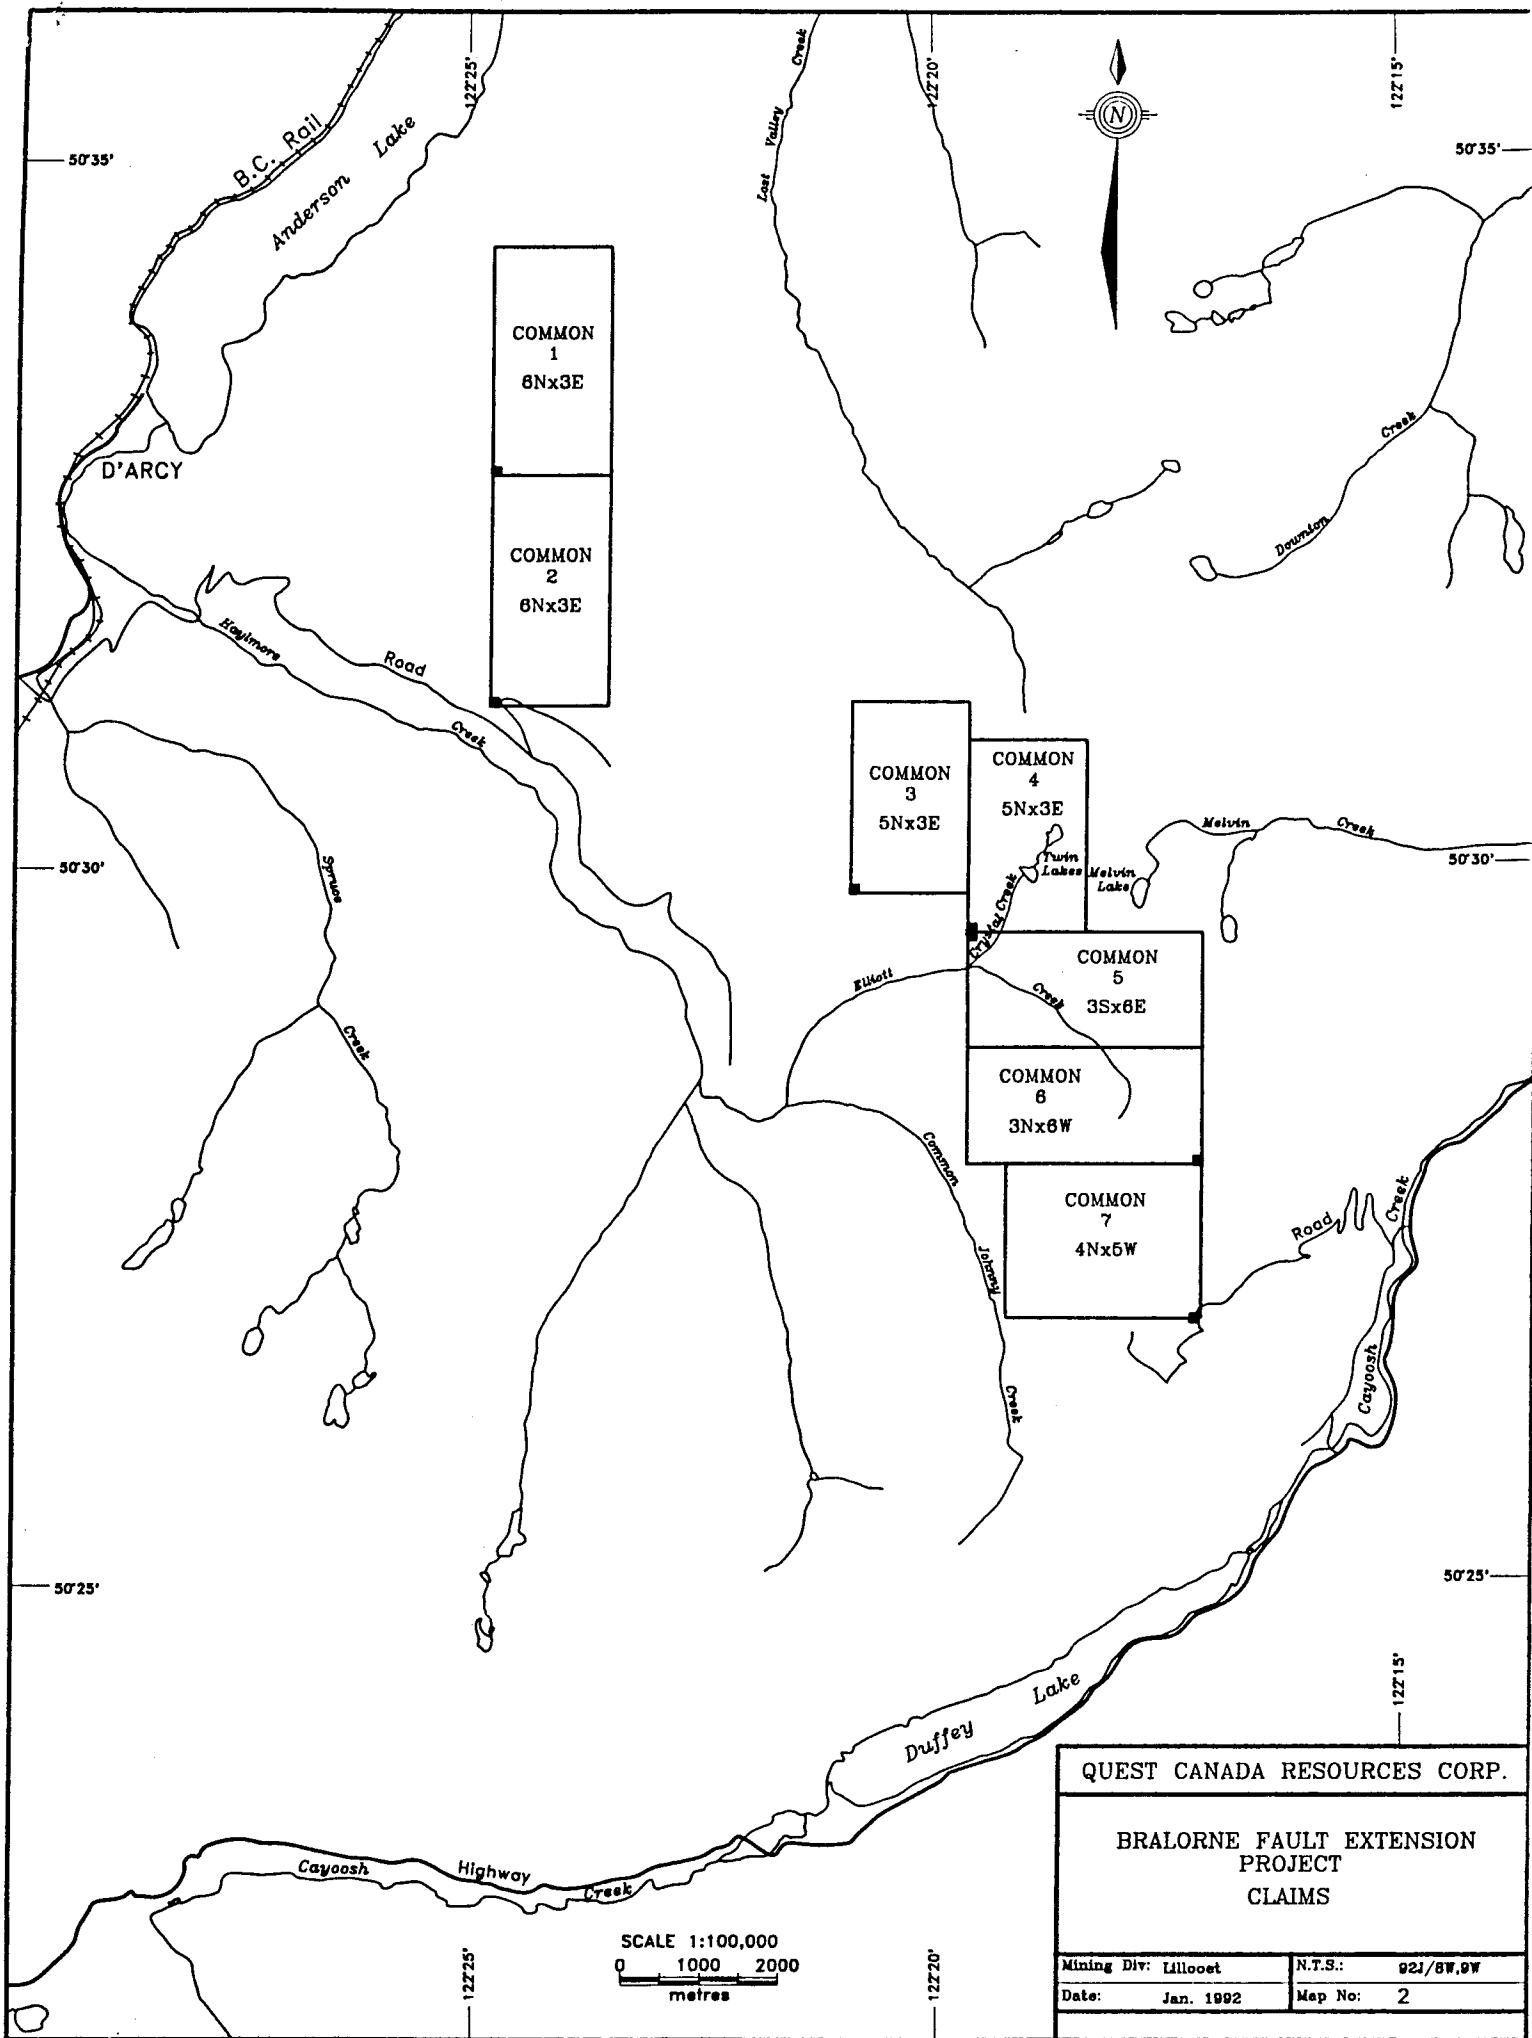 122°25'
122°20'
122°15'
50°35'
50°35'
B.C. Rail
Anderson Lake
Lost Valley Creek
N
COMMON
1
6Nx3E
D'ARCY
COMMON
2
6Nx3E
Downton Creek
Haylmore Creek
Road
COMMON
3
5Nx3E
COMMON
4
5Nx3E
Twin
Lakes
Melvin
Lake
Melvin Creek
50°30'
50°30'
Crystal Creek
Spruce Creek
Elliott Creek
COMMON
5
3Sx6E
COMMON
6
3Nx6W
COMMON
7
4Nx5W
Common Johnny Creek
Road
Cayoosh Creek
50°25'
50°25'
Duffey Lake
122°15'
Cayoosh Creek
Highway
QUEST CANADA RESOURCES CORP.
BRALORNE FAULT EXTENSION
PROJECT
CLAIMS
SCALE 1:100,000
0 1000 2000
metres
122°25'
122°20'
Mining Div: Lillooet
N.T.S.: 92J/8W,9W
Date: Jan. 1992
Map No: 2